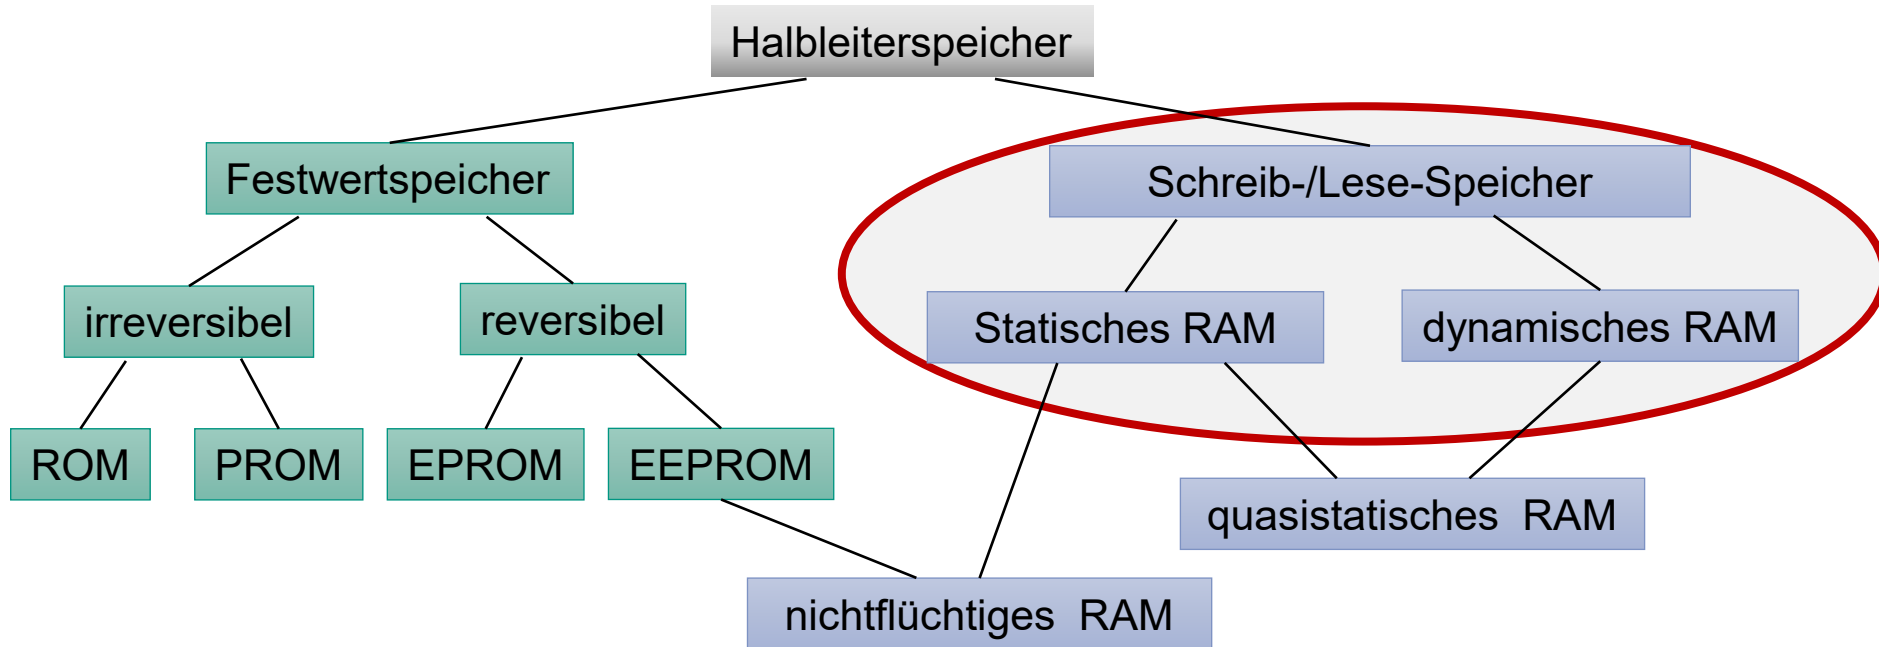 Halbleiterspeicher
Festwertspeicher
Schreib-/Lese-Speicher
irreversibel
reversibel
Statisches RAM
dynamisches RAM
ROM
PROM
EPROM
EEPROM
quasistatisches RAM
nichtflüchtiges RAM